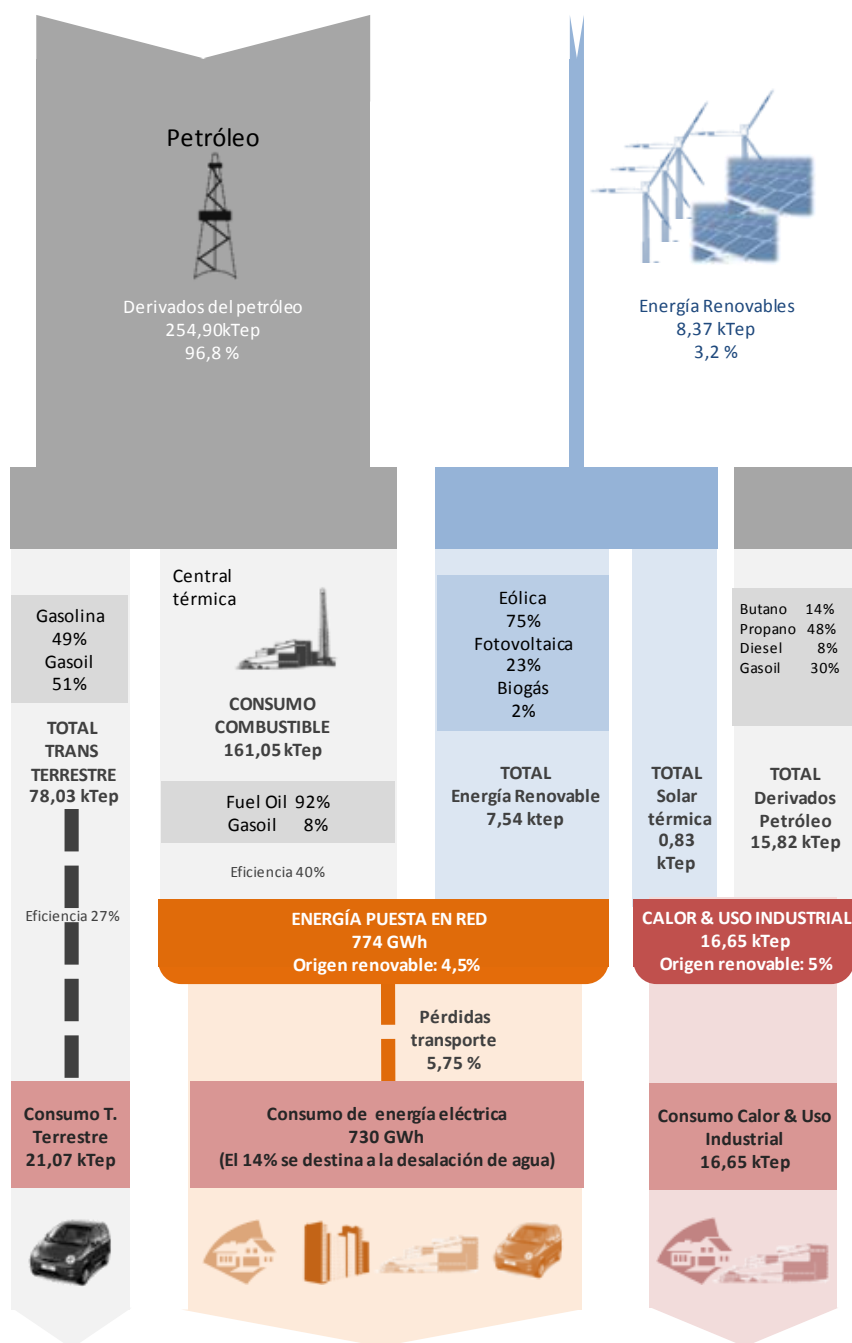 Petróleo
Derivados del petróleo
254,90kTep
96,8 %
Energía Renovables
8,37 kTep
3,2 %
Gasolina
49%
Gasoil
51%
TOTAL
TRANS
TERRESTRE
78,03 kTep
Eficiencia 27%
Central
térmica
CONSUMO
COMBUSTIBLE
161,05 kTep
Fuel Oil 92%
Gasoil 8%
Eficiencia 40%
Eólica
75%
Fotovoltaica
23%
Biogás
2%
TOTAL
Energía Renovable
7,54 ktep
TOTAL
Solar
térmica
0,83
kTep
Butano 14%
Propano 48%
Diesel 8%
Gasoil 30%
TOTAL
Derivados
Petróleo
15,82 kTep
ENERGÍA PUESTA EN RED
774 GWh
Origen renovable: 4,5%
CALOR & USO INDUSTRIAL
16,65 kTep
Origen renovable: 5%
Pérdidas
transporte
5,75 %
Consumo T.
Terrestre
21,07 kTep
Consumo de energía eléctrica
730 GWh
(El 14% se destina a la desalación de agua)
Consumo Calor & Uso
Industrial
16,65 kTep